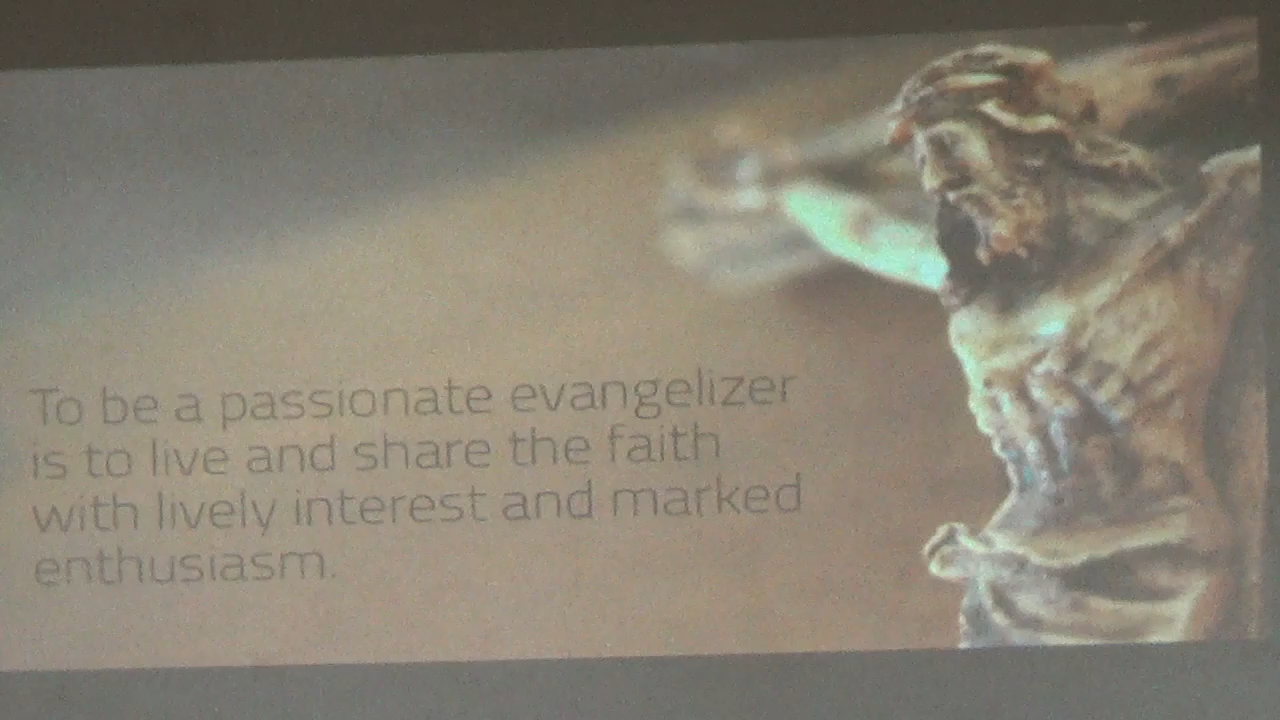 To be a passionate evangelizer
is to live and share the faith
with lively interest and marked
enthusiasm.